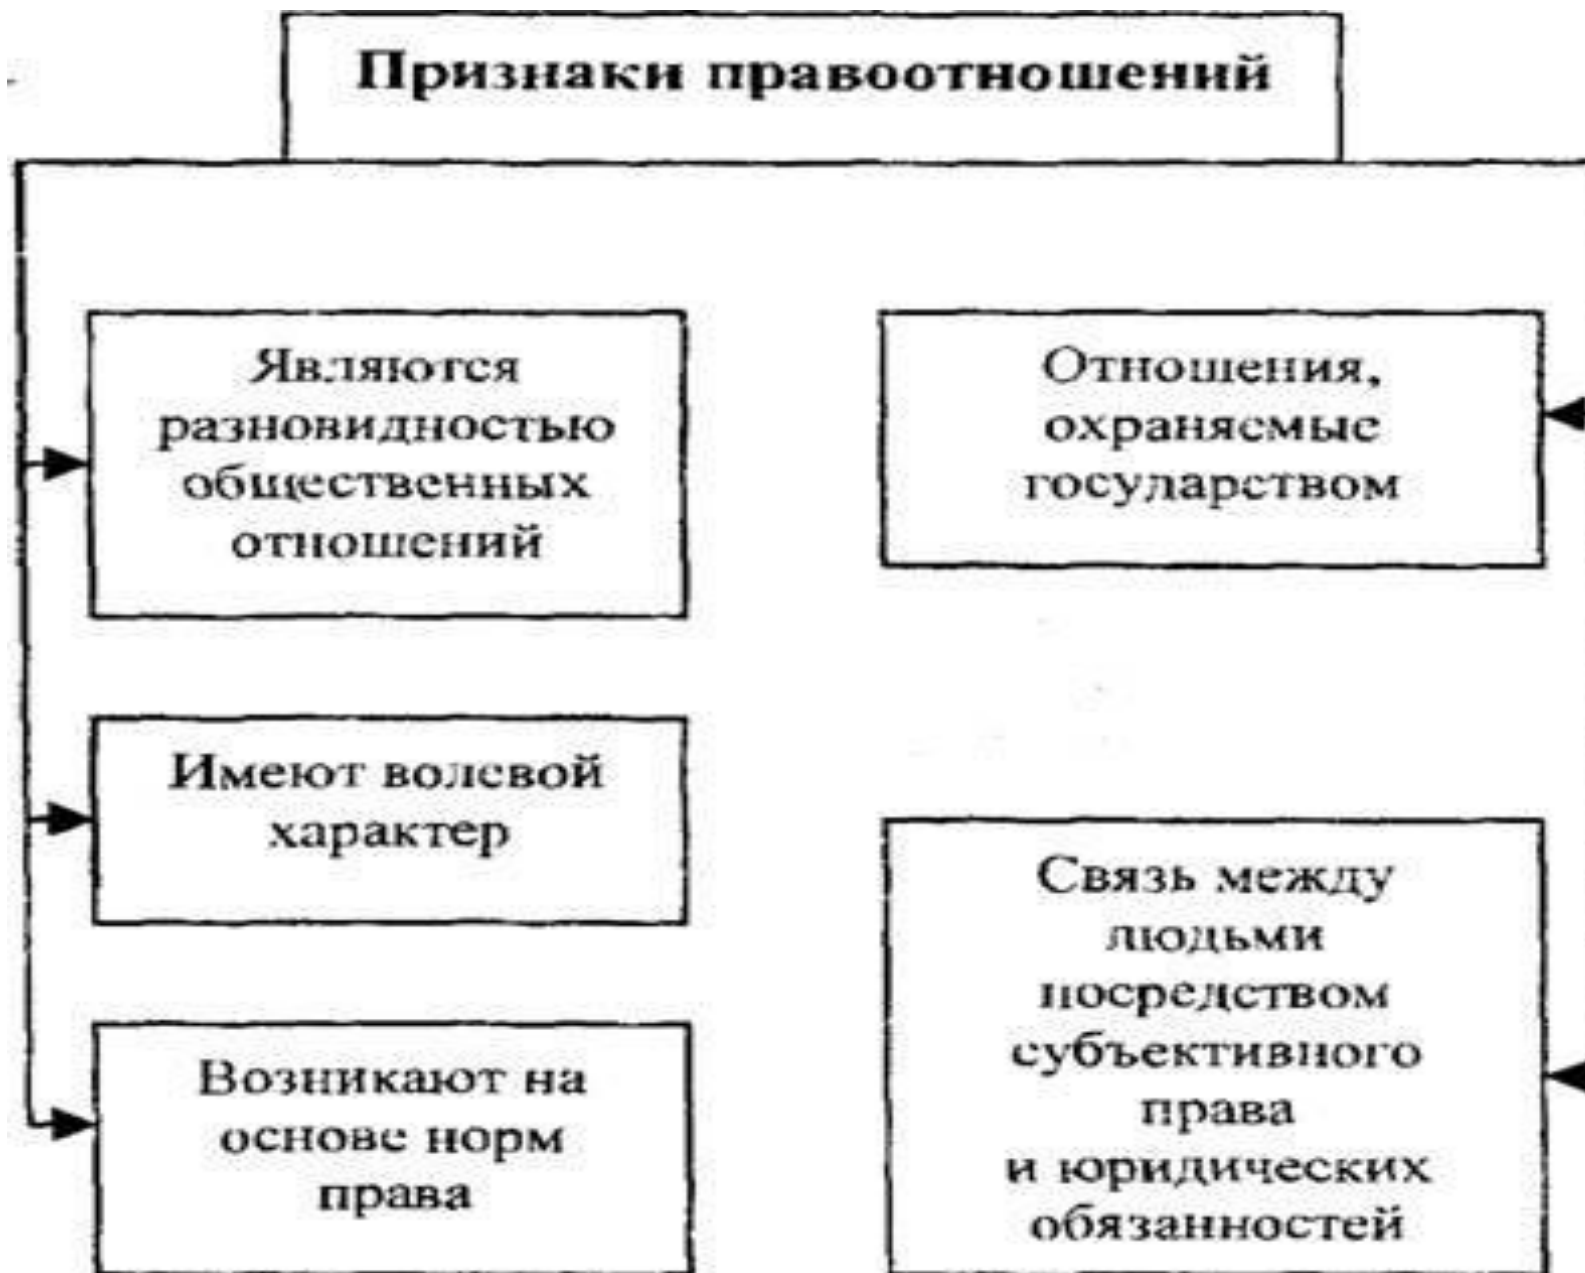 Признаки правоотношений
Являются
разновидностью
общественных
отношений
Имеют волевой
характер
Возникают на
основе норм
права
Отношения,
охраняемые
государством
Связь между
людьми
посредством
субъективного
права
и юридических
обязанностей